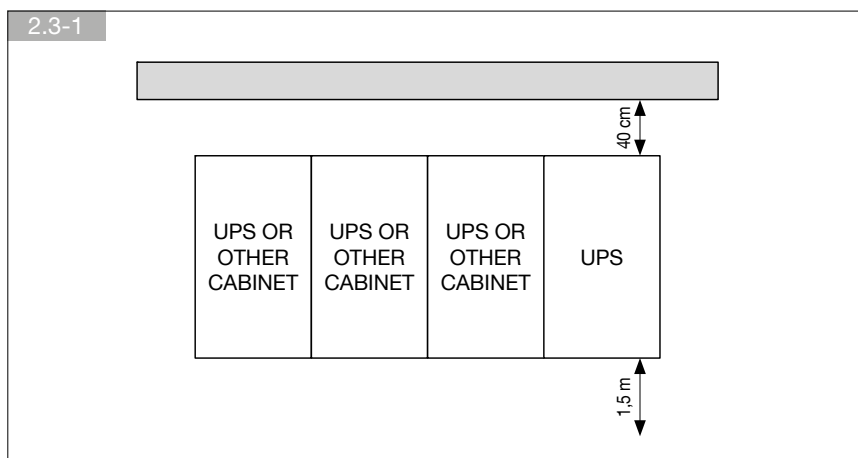 2.3-1
40 cm
UPS OR
OTHER
CABINET
UPS OR
OTHER
CABINET
UPS OR
OTHER
CABINET
UPS
1,5 m